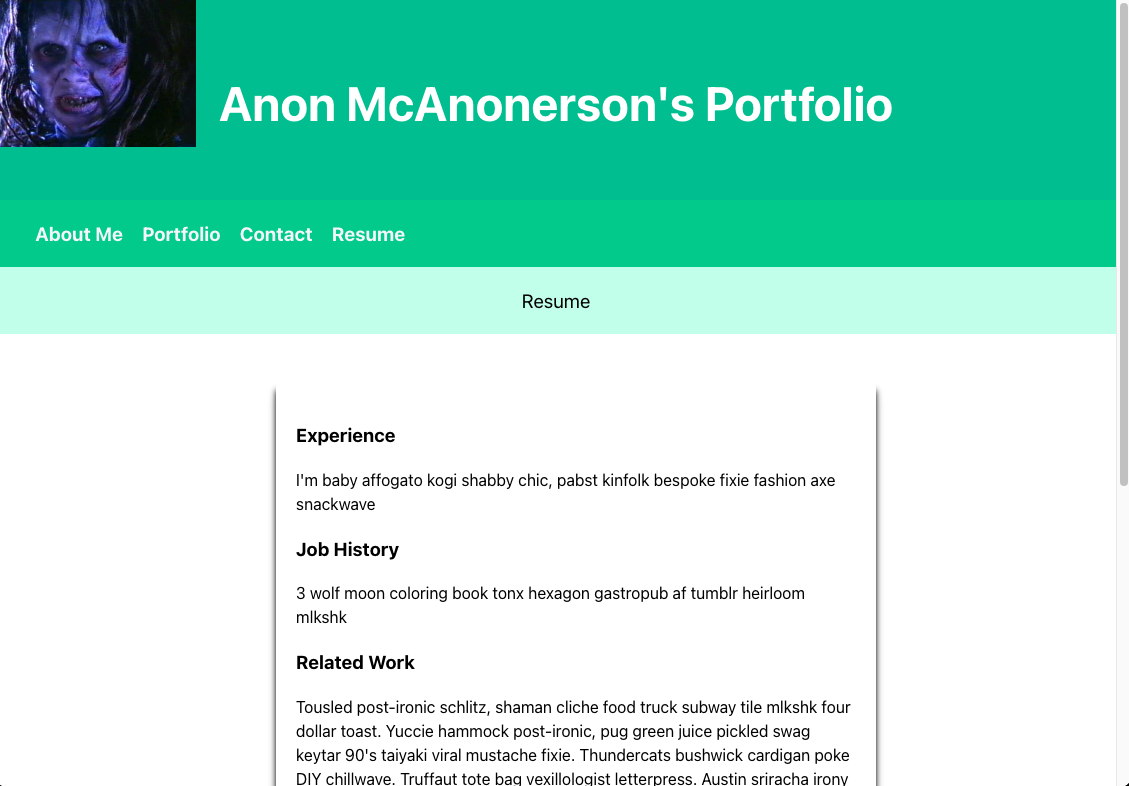 Anon McAnonerson's Portfolio
About Me Portfolio Contact Resume
Resume
Experience
I'm baby affogato kogi shabby chic, pabst kinfolk bespoke fixie fashion axe
snackwave
Job History
3 wolf moon coloring book tonx hexagon gastropub af tumblr heirloom
mlkshk
Related Work
Tousled post-ironic schlitz, shaman cliche food truck subway tile mlkshk four
dollar toast. Yuccie hammock post-ironic, pug green juice pickled swag
keytar 90's taiyaki viral mustache fixie. Thundercats bushwick cardigan poke
DIY chillwave. Truffaut tote bag vexillologist letterpress. Austin sriracha irony